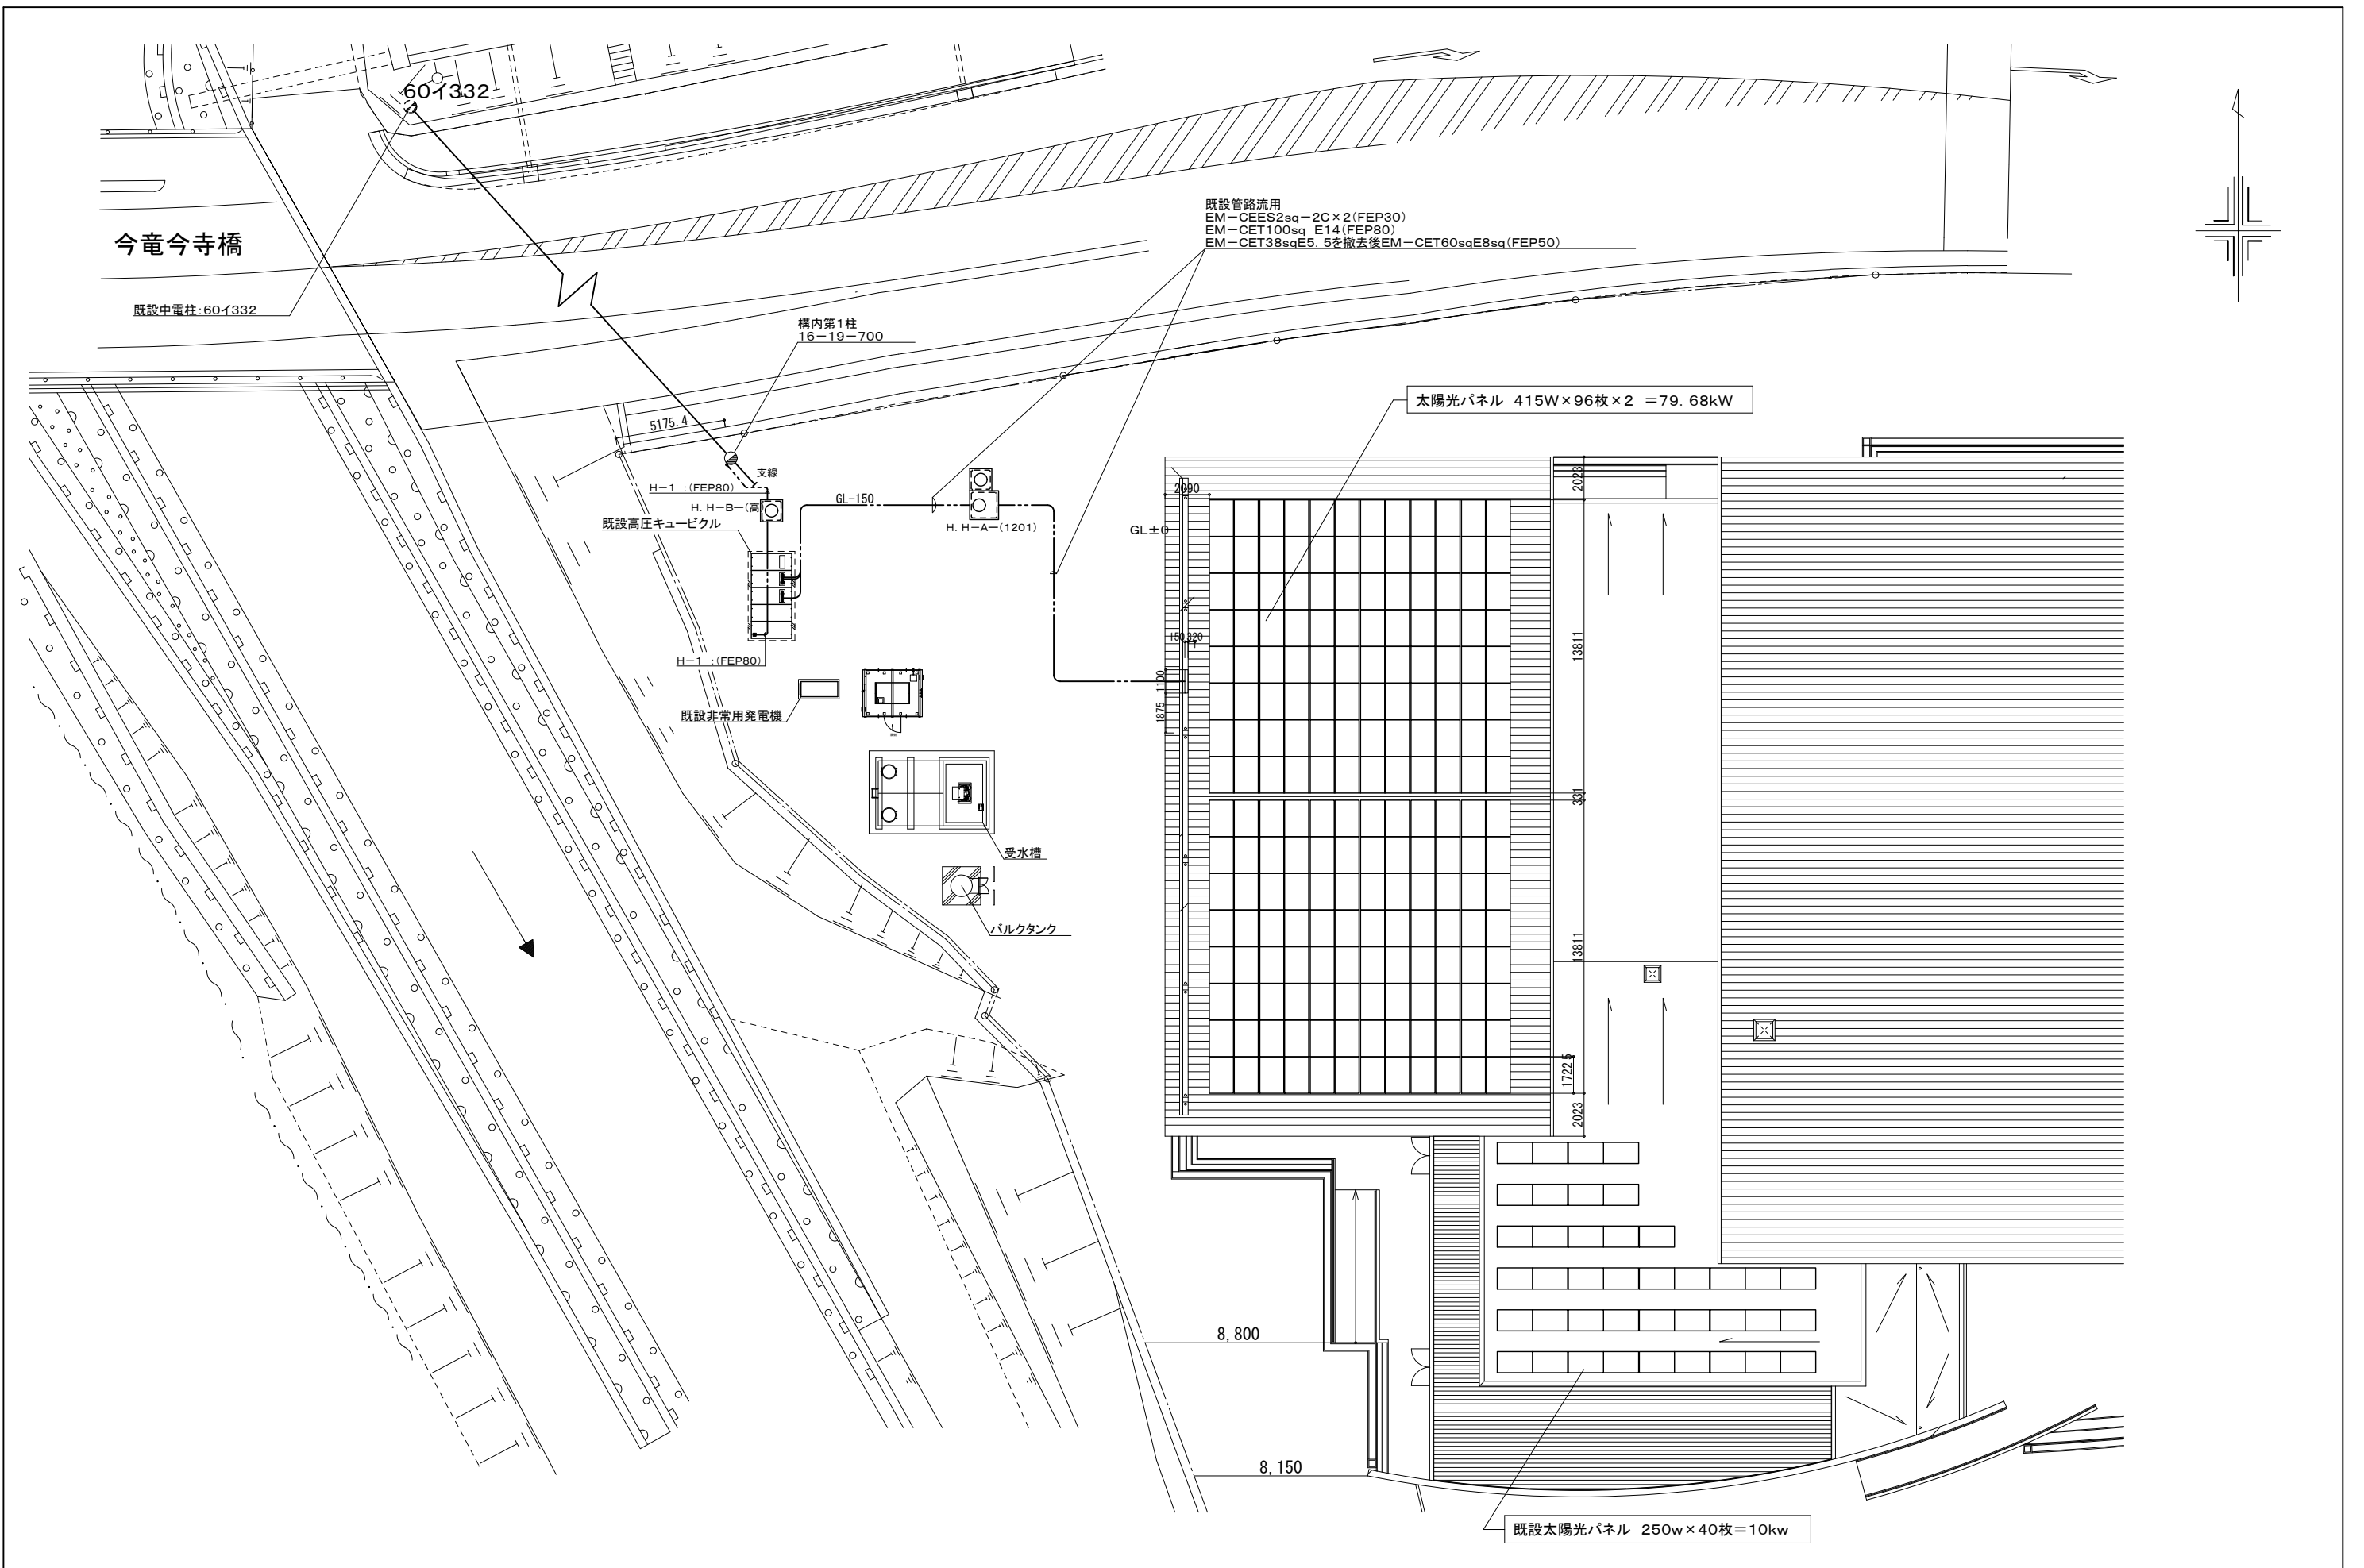 60イ332
今竜今寺橋
既設中電柱:60イ332
既設管路流用
EM-CEES2sq-2C×2(FEP30)
EM-CET100sq E14(FEP80)
EM-CET38sqE5. 5を撤去後EM-CET60sqE8sq(FEP50)
構内第1柱
16-19-700
5175.4
太陽光パネル 415W×96枚×2 =79. 68kW
支線
H-1 :(FEP80)
H. H-B-(高
GL-150
H. H-A-(1201)
既設高圧キュービクル
2090
2023
GL±0
13811
150
320
1100
1875
H-1 :(FEP80)
既設非常用発電機
331
受水槽
バルクタンク
13811
1722.5
2023
8,800
8,150
既設太陽光パネル 250w×40枚=10kw